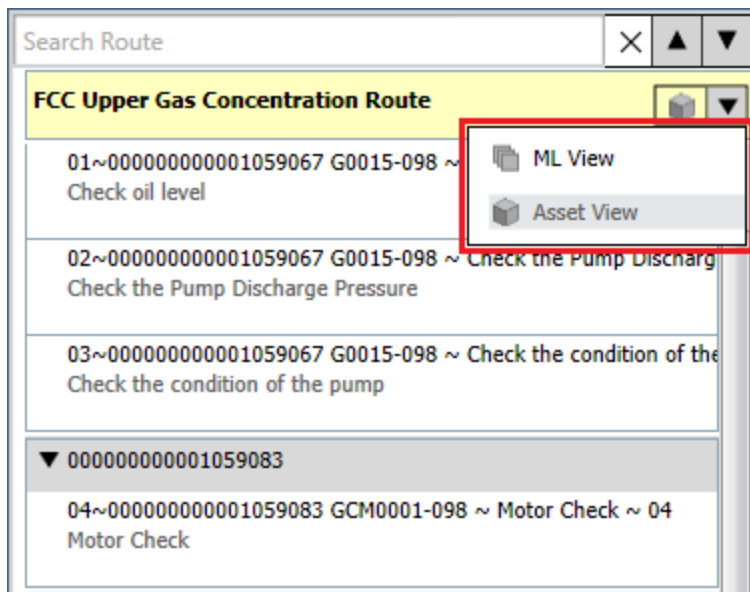 Search Route
FCC Upper Gas Concentration Route
ML View
Asset View
01~000000000001059067 G0015-098 ~
Check oil level
02~000000000001059067 G0015-098 ~ Check the Pump Discharg
Check the Pump Discharge Pressure
03~000000000001059067 G0015-098 ~ Check the condition of the
Check the condition of the pump
000000000001059083
04~000000000001059083 GCM0001-098 ~ Motor Check ~ 04
Motor Check